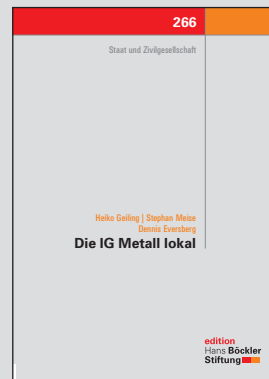 266
Staat und Zivilgesellschaft
Heiko Geiling | Stephan Meise
Dennis Eversberg
Die IG Metall lokal
edition
Hans Böckler
Stiftung